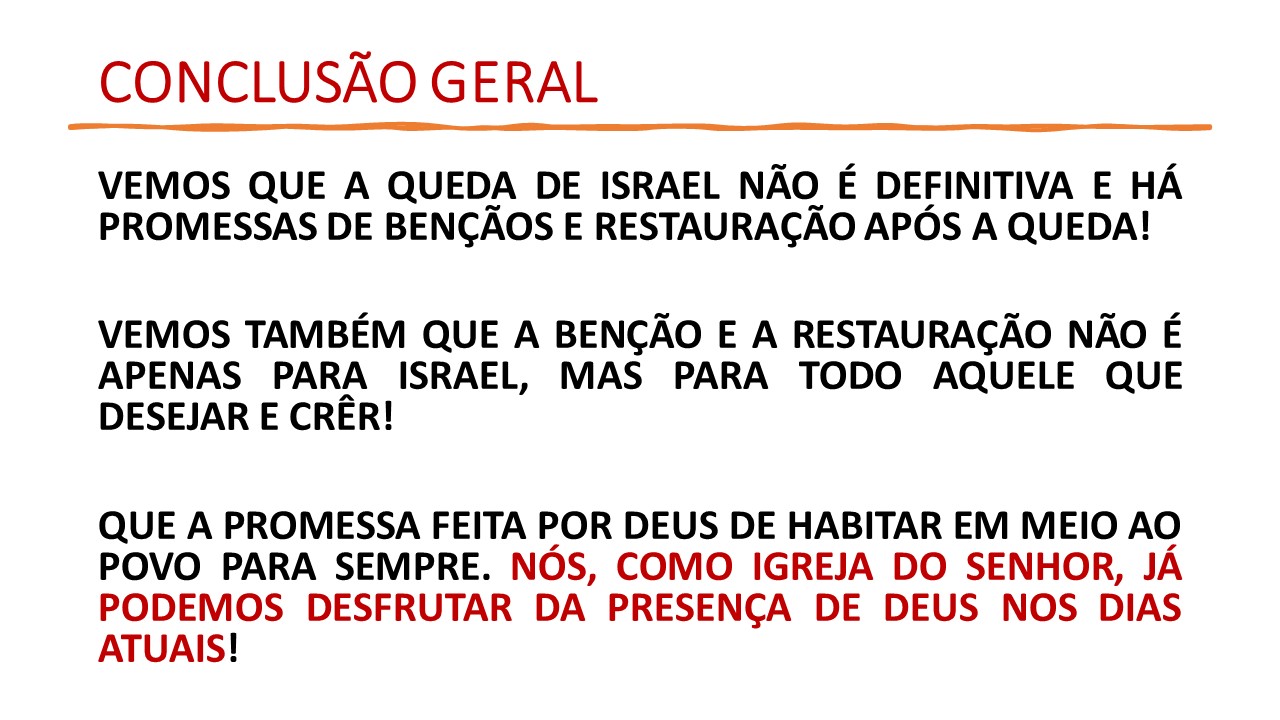 CONCLUSÃO GERAL
VEMOS QUE A QUEDA DE ISRAEL NÃO É DEFINITIVA E HÁ
PROMESSAS DE BENÇÃOS E RESTAURAÇÃO APÓS A QUEDA!
VEMOS TAMBÉM QUE A BENÇÃO E A RESTAURAÇÃO NÃO É
APENAS PARA ISRAEL, MAS PARA TODO AQUELE QUE
DESEJAR E CRÊR!
QUE A PROMESSA FEITA POR DEUS DE HABITAR EM MEIO AO
POVO PARA SEMPRE. NÓS, COMO IGREJA DO SENHOR, JÁ
PODEMOS DESFRUTAR DA PRESENÇA DE DEUS NOS DIAS
ATUAIS!